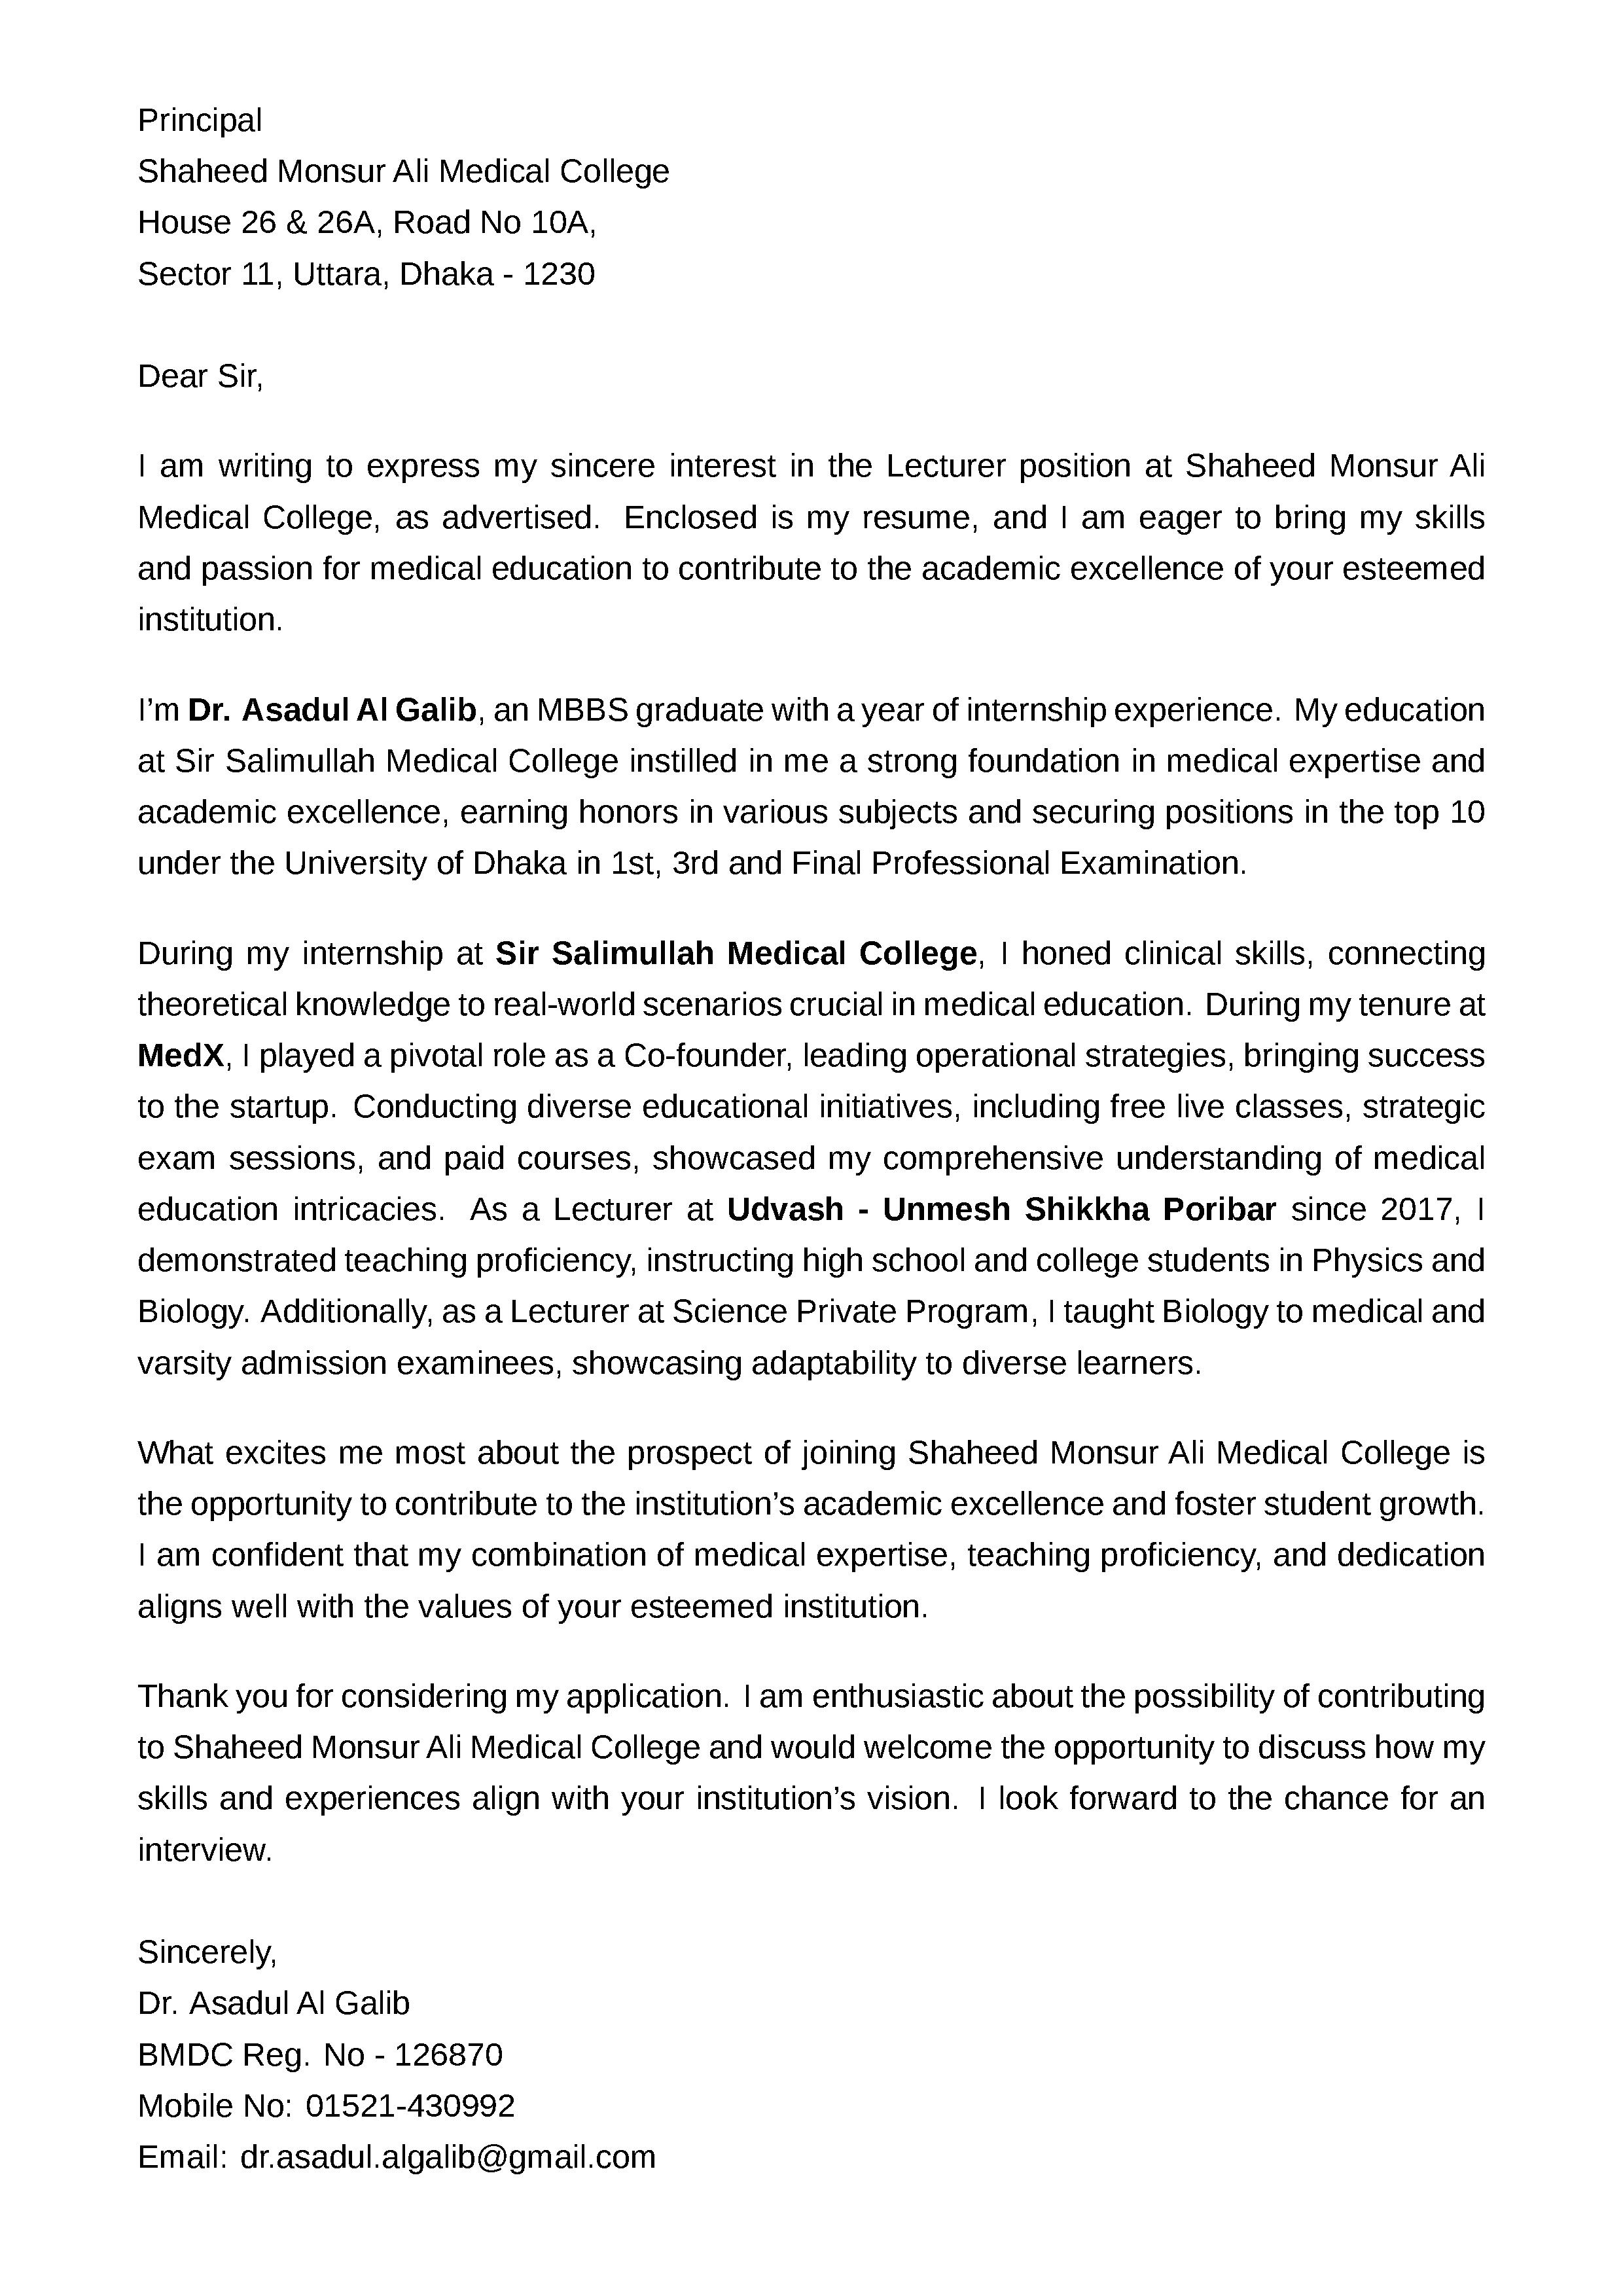 Principal
Shaheed Monsur Ali Medical College
House 26 & 26A, Road No 10A,
Sector 11, Uttara, Dhaka - 1230
Dear Sir,
I am writing to express my sincere interest in the Lecturer position at Shaheed Monsur Ali
Medical College, as advertised. Enclosed is my resume, and I am eager to bring my skills
and passion for medical education to contribute to the academic excellence of your esteemed
institution.
I’m Dr. Asadul Al Galib, an MBBS graduate with a year of internship experience. My education
at Sir Salimullah Medical College instilled in me a strong foundation in medical expertise and
academic excellence, earning honors in various subjects and securing positions in the top 10
under the University of Dhaka in 1st, 3rd and Final Professional Examination.
During my internship at Sir Salimullah Medical College, I honed clinical skills, connecting
theoretical knowledge to real-world scenarios crucial in medical education. During my tenure at
MedX, I played a pivotal role as a Co-founder, leading operational strategies, bringing success
to the startup. Conducting diverse educational initiatives, including free live classes, strategic
exam sessions, and paid courses, showcased my comprehensive understanding of medical
education intricacies. As a Lecturer at Udvash - Unmesh Shikkha Poribar since 2017, I
demonstrated teaching proficiency, instructing high school and college students in Physics and
Biology. Additionally, as a Lecturer at Science Private Program, I taught Biology to medical and
varsity admission examinees, showcasing adaptability to diverse learners.
What excites me most about the prospect of joining Shaheed Monsur Ali Medical College is
the opportunity to contribute to the institution’s academic excellence and foster student growth.
I am confident that my combination of medical expertise, teaching proficiency, and dedication
aligns well with the values of your esteemed institution.
Thank you for considering my application. I am enthusiastic about the possibility of contributing
to Shaheed Monsur Ali Medical College and would welcome the opportunity to discuss how my
skills and experiences align with your institution’s vision. I look forward to the chance for an
interview.
Sincerely,
Dr. Asadul Al Galib
BMDC Reg. No - 126870
Mobile No: 01521-430992
Email: dr.asadul.algalib@gmail.com